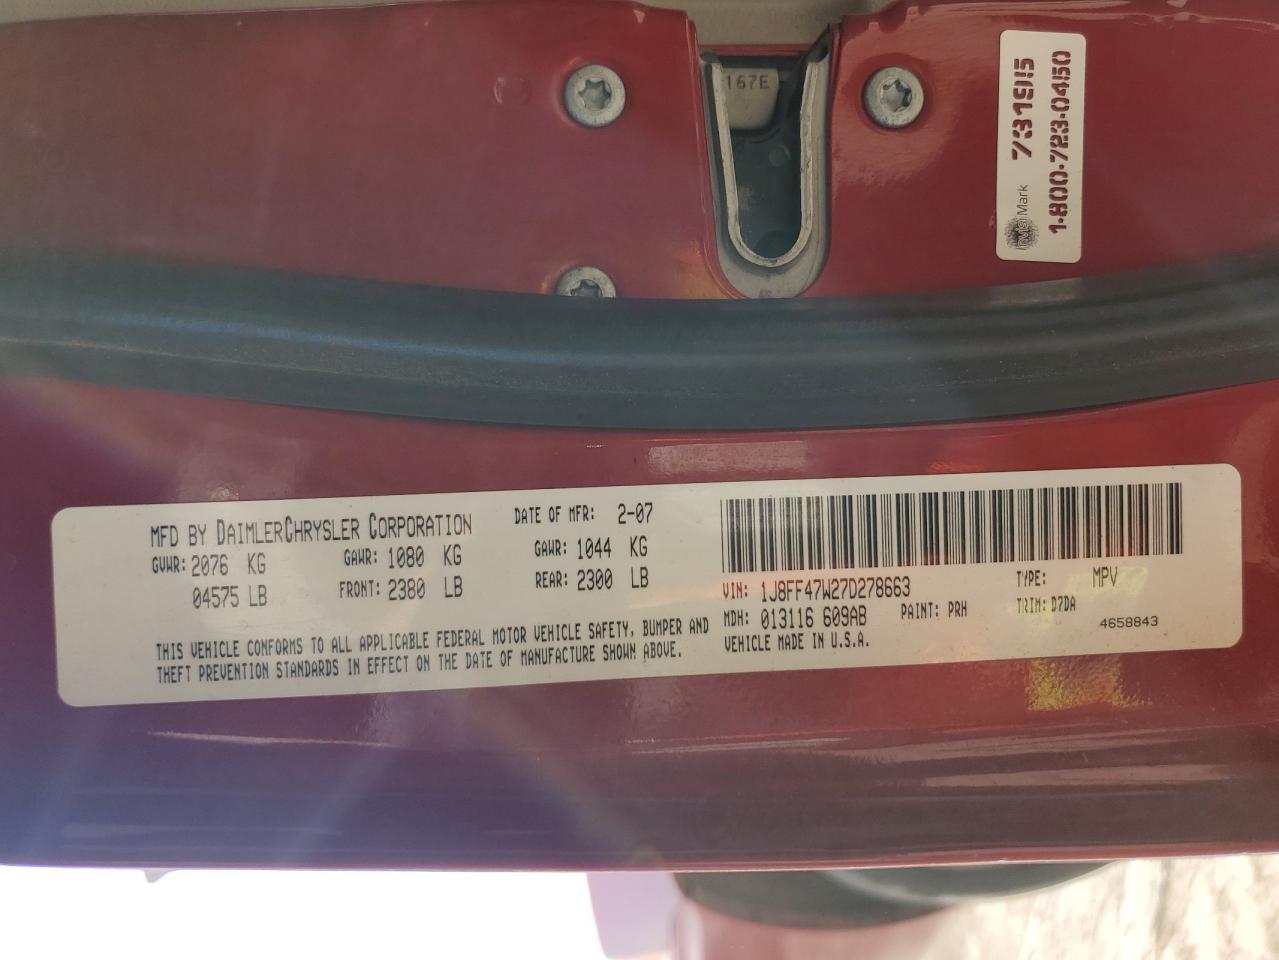 167E
Mark 731915
1-800-723-0450
MFD BY DAIMLERCHRYSLER CORPORATION
DATE OF MFR: 2-07
GVWR: 2076 KG
GAWR: 1080 KG
GAWR: 1044 KG
04575 LB
FRONT: 2380 LB
REAR: 2300 LB
THIS VEHICLE CONFORMS TO ALL APPLICABLE FEDERAL MOTOR VEHICLE SAFETY, BUMPER AND
THEFT PREVENTION STANDARDS IN EFFECT ON THE DATE OF MANUFACTURE SHOWN ABOVE.
VIN: 1J8FF47W27D278663
TYPE: MPV
MDH: 013116 609AB
PAINT: PRH
TRIM: D7DA
VEHICLE MADE IN U.S.A.
4658843